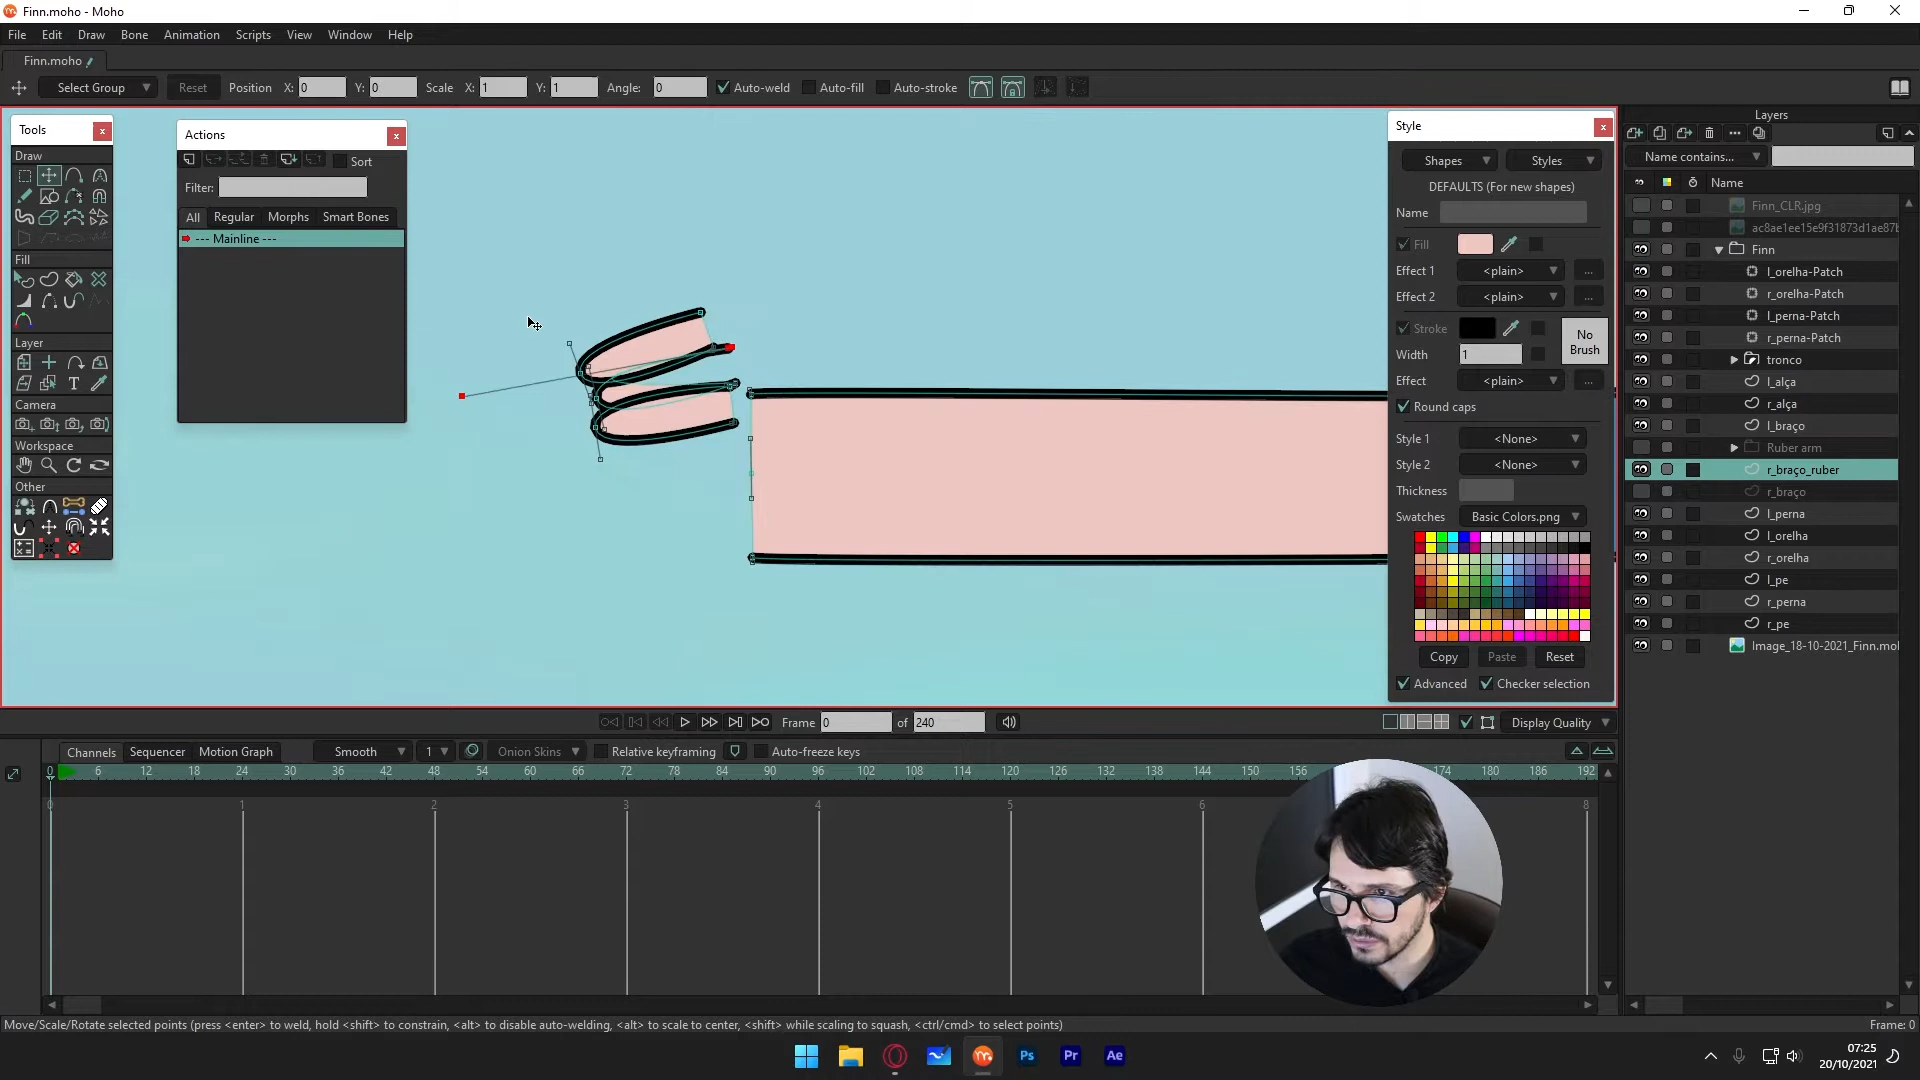 Finn.moho - Moho
File Edit Draw Bone Animation Scripts View Window Help
Finn.moho
Select Group Reset Position X: 0 Y: 0 Scale X: 1 Y: 1 Angle: 0 Auto-weld Auto-fill Auto-stroke
Tools
Draw
Fill
Layer
Camera
Workspace
Other
Actions
Sort
Filter:
All Regular Morphs Smart Bones
--- Mainline ---
Style
Shapes Styles
DEFAULTS (For new shapes)
Name
Fill
Effect 1 <plain> ...
Effect 2 <plain> ...
Stroke
No Brush
Width 1
Effect <plain> ...
Round caps
Style 1 <None>
Style 2 <None>
Thickness
Swatches Basic Colors.png
Copy Paste Reset
Advanced Checker selection
Layers
Name contains...
Name
Finn_CLR.jpg
ac8ae1ee15e9f31873d1ae87b
Finn
l_orelha-Patch
r_orelha-Patch
l_perna-Patch
r_perna-Patch
tronco
l_alça
r_alça
l_braço
Ruber arm
r_braço_ruber
r_braço
l_perna
l_orelha
r_orelha
l_pe
r_perna
r_pe
Image_18-10-2021_Finn.mol
Frame 0 of 240 Display Quality
Channels Sequencer Motion Graph Smooth 1 Onion Skins Relative keyframing Auto-freeze keys
0 6 12 18 24 30 36 42 48 54 60 66 72 78 84 90 96 102 108 114 120 126 132 138 144 150 156 174 180 186 192
0 1 2 3 4 5 6 8
Move/Scale/Rotate selected points (press <enter> to weld, hold <shift> to constrain, <alt> to disable auto-welding, <alt> to scale to center, <shift> while scaling to squash, <ctrl/cmd> to select points) Frame: 0
Ps Pr Ae
07:25
20/10/2021